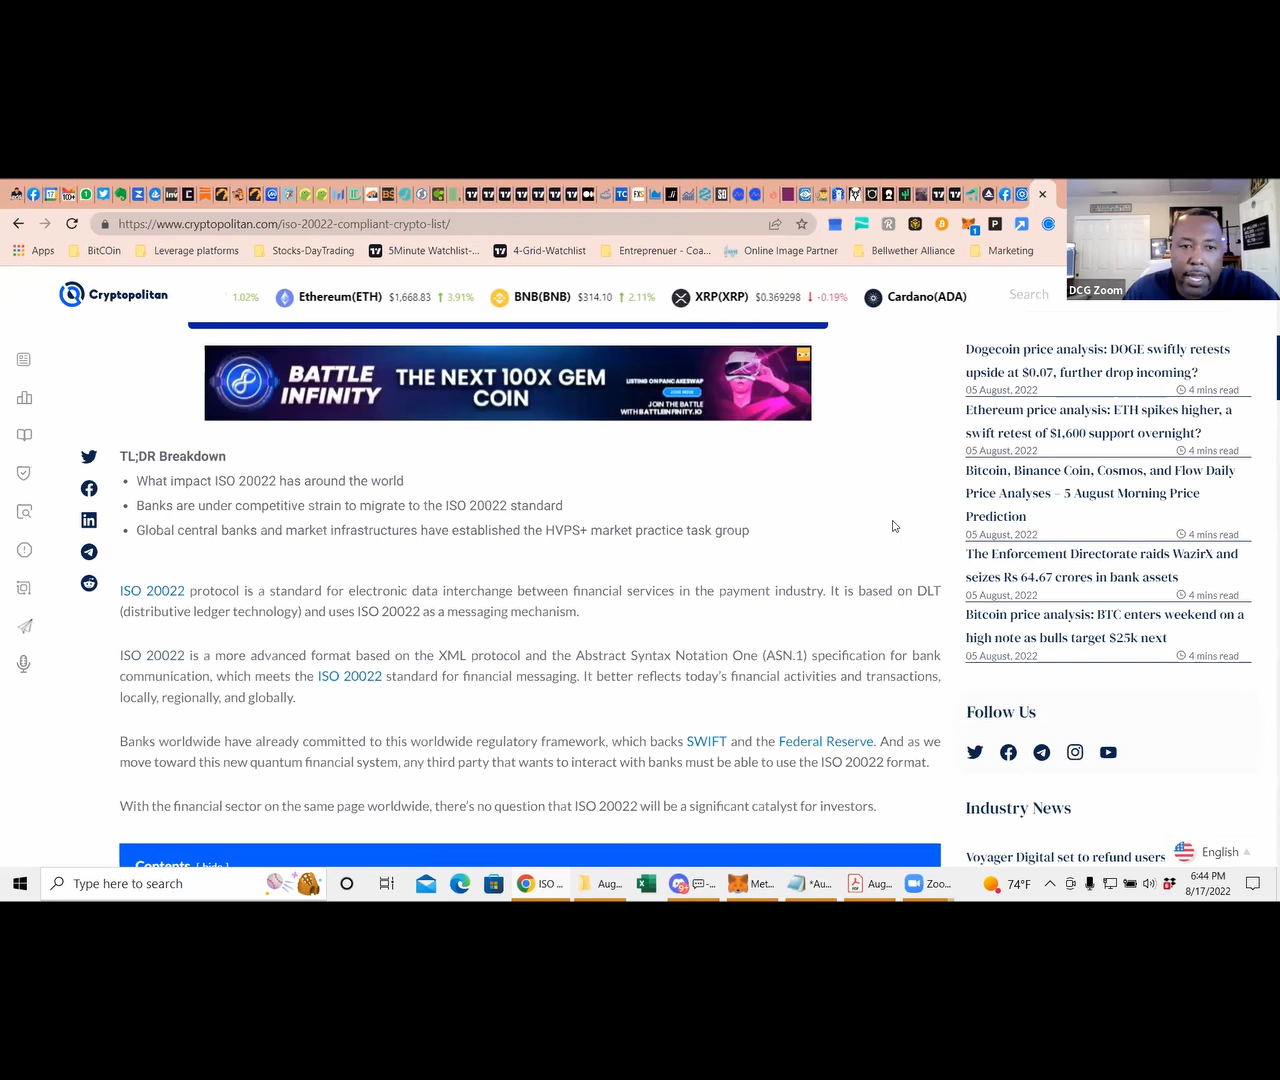 https://www.cryptopolitan.com/iso-20022-compliant-crypto-list/
Apps BitCOin Leverage platforms Stocks-DayTrading 5Minute Watchlist-... 4-Grid-Watchlist Entreprenuer - Coa... Online Image Partner Bellwether Alliance Marketing
DCG Zoom
Cryptopolitan
1.02% Ethereum(ETH) $1,668.83 ↑ 3.91% BNB(BNB) $314.10 ↑ 2.11% XRP(XRP) $0.369298 ↓ -0.19% Cardano(ADA)
Search
BATTLE INFINITY
THE NEXT 100X GEM COIN
LISTING ON PANCAKESWAP
JOIN THE BATTLE
WITH BATTLEINFINITY.IO
TL;DR Breakdown
• What impact ISO 20022 has around the world
• Banks are under competitive strain to migrate to the ISO 20022 standard
• Global central banks and market infrastructures have established the HVPS+ market practice task group
ISO 20022 protocol is a standard for electronic data interchange between financial services in the payment industry. It is based on DLT
(distributive ledger technology) and uses ISO 20022 as a messaging mechanism.
ISO 20022 is a more advanced format based on the XML protocol and the Abstract Syntax Notation One (ASN.1) specification for bank
communication, which meets the ISO 20022 standard for financial messaging. It better reflects today's financial activities and transactions,
locally, regionally, and globally.
Banks worldwide have already committed to this worldwide regulatory framework, which backs SWIFT and the Federal Reserve. And as we
move toward this new quantum financial system, any third party that wants to interact with banks must be able to use the ISO 20022 format.
With the financial sector on the same page worldwide, there's no question that ISO 20022 will be a significant catalyst for investors.
Contents [ hide ]
Dogecoin price analysis: DOGE swiftly retests
upside at $0.07, further drop incoming?
05 August, 2022 4 mins read
Ethereum price analysis: ETH spikes higher, a
swift retest of $1,600 support overnight?
05 August, 2022 4 mins read
Bitcoin, Binance Coin, Cosmos, and Flow Daily
Price Analyses – 5 August Morning Price
Prediction
05 August, 2022 4 mins read
The Enforcement Directorate raids WazirX and
seizes Rs 64.67 crores in bank assets
05 August, 2022 4 mins read
Bitcoin price analysis: BTC enters weekend on a
high note as bulls target $25k next
05 August, 2022 4 mins read
Follow Us
Industry News
Voyager Digital set to refund users
English
Type here to search
ISO ... Aug... Met... *Au... Aug... Zoo...
74°F
6:44 PM
8/17/2022